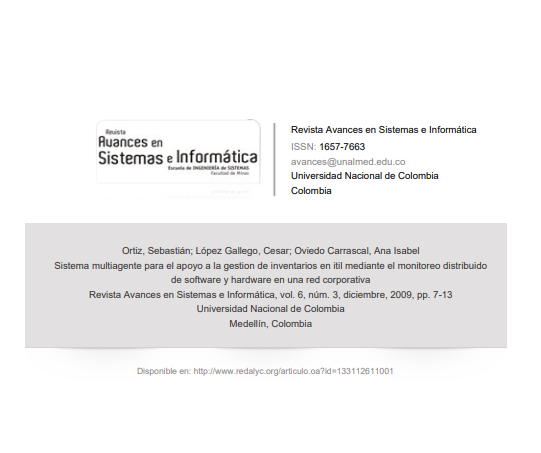 Revista
Avances en
Sistemas e Informática
Escuela de INGENIERÍA de SISTEMAS
Facultad de Minas
Revista Avances en Sistemas e Informática
ISSN: 1657-7663
avances@unalmed.edu.co
Universidad Nacional de Colombia
Colombia
Ortiz, Sebastián; López Gallego, Cesar; Oviedo Carrascal, Ana Isabel
Sistema multiagente para el apoyo a la gestion de inventarios en itil mediante el monitoreo distribuido
de software y hardware en una red corporativa
Revista Avances en Sistemas e Informática, vol. 6, núm. 3, diciembre, 2009, pp. 7-13
Universidad Nacional de Colombia
Medellín, Colombia
Disponible en: http://www.redalyc.org/articulo.oa?id=133112611001